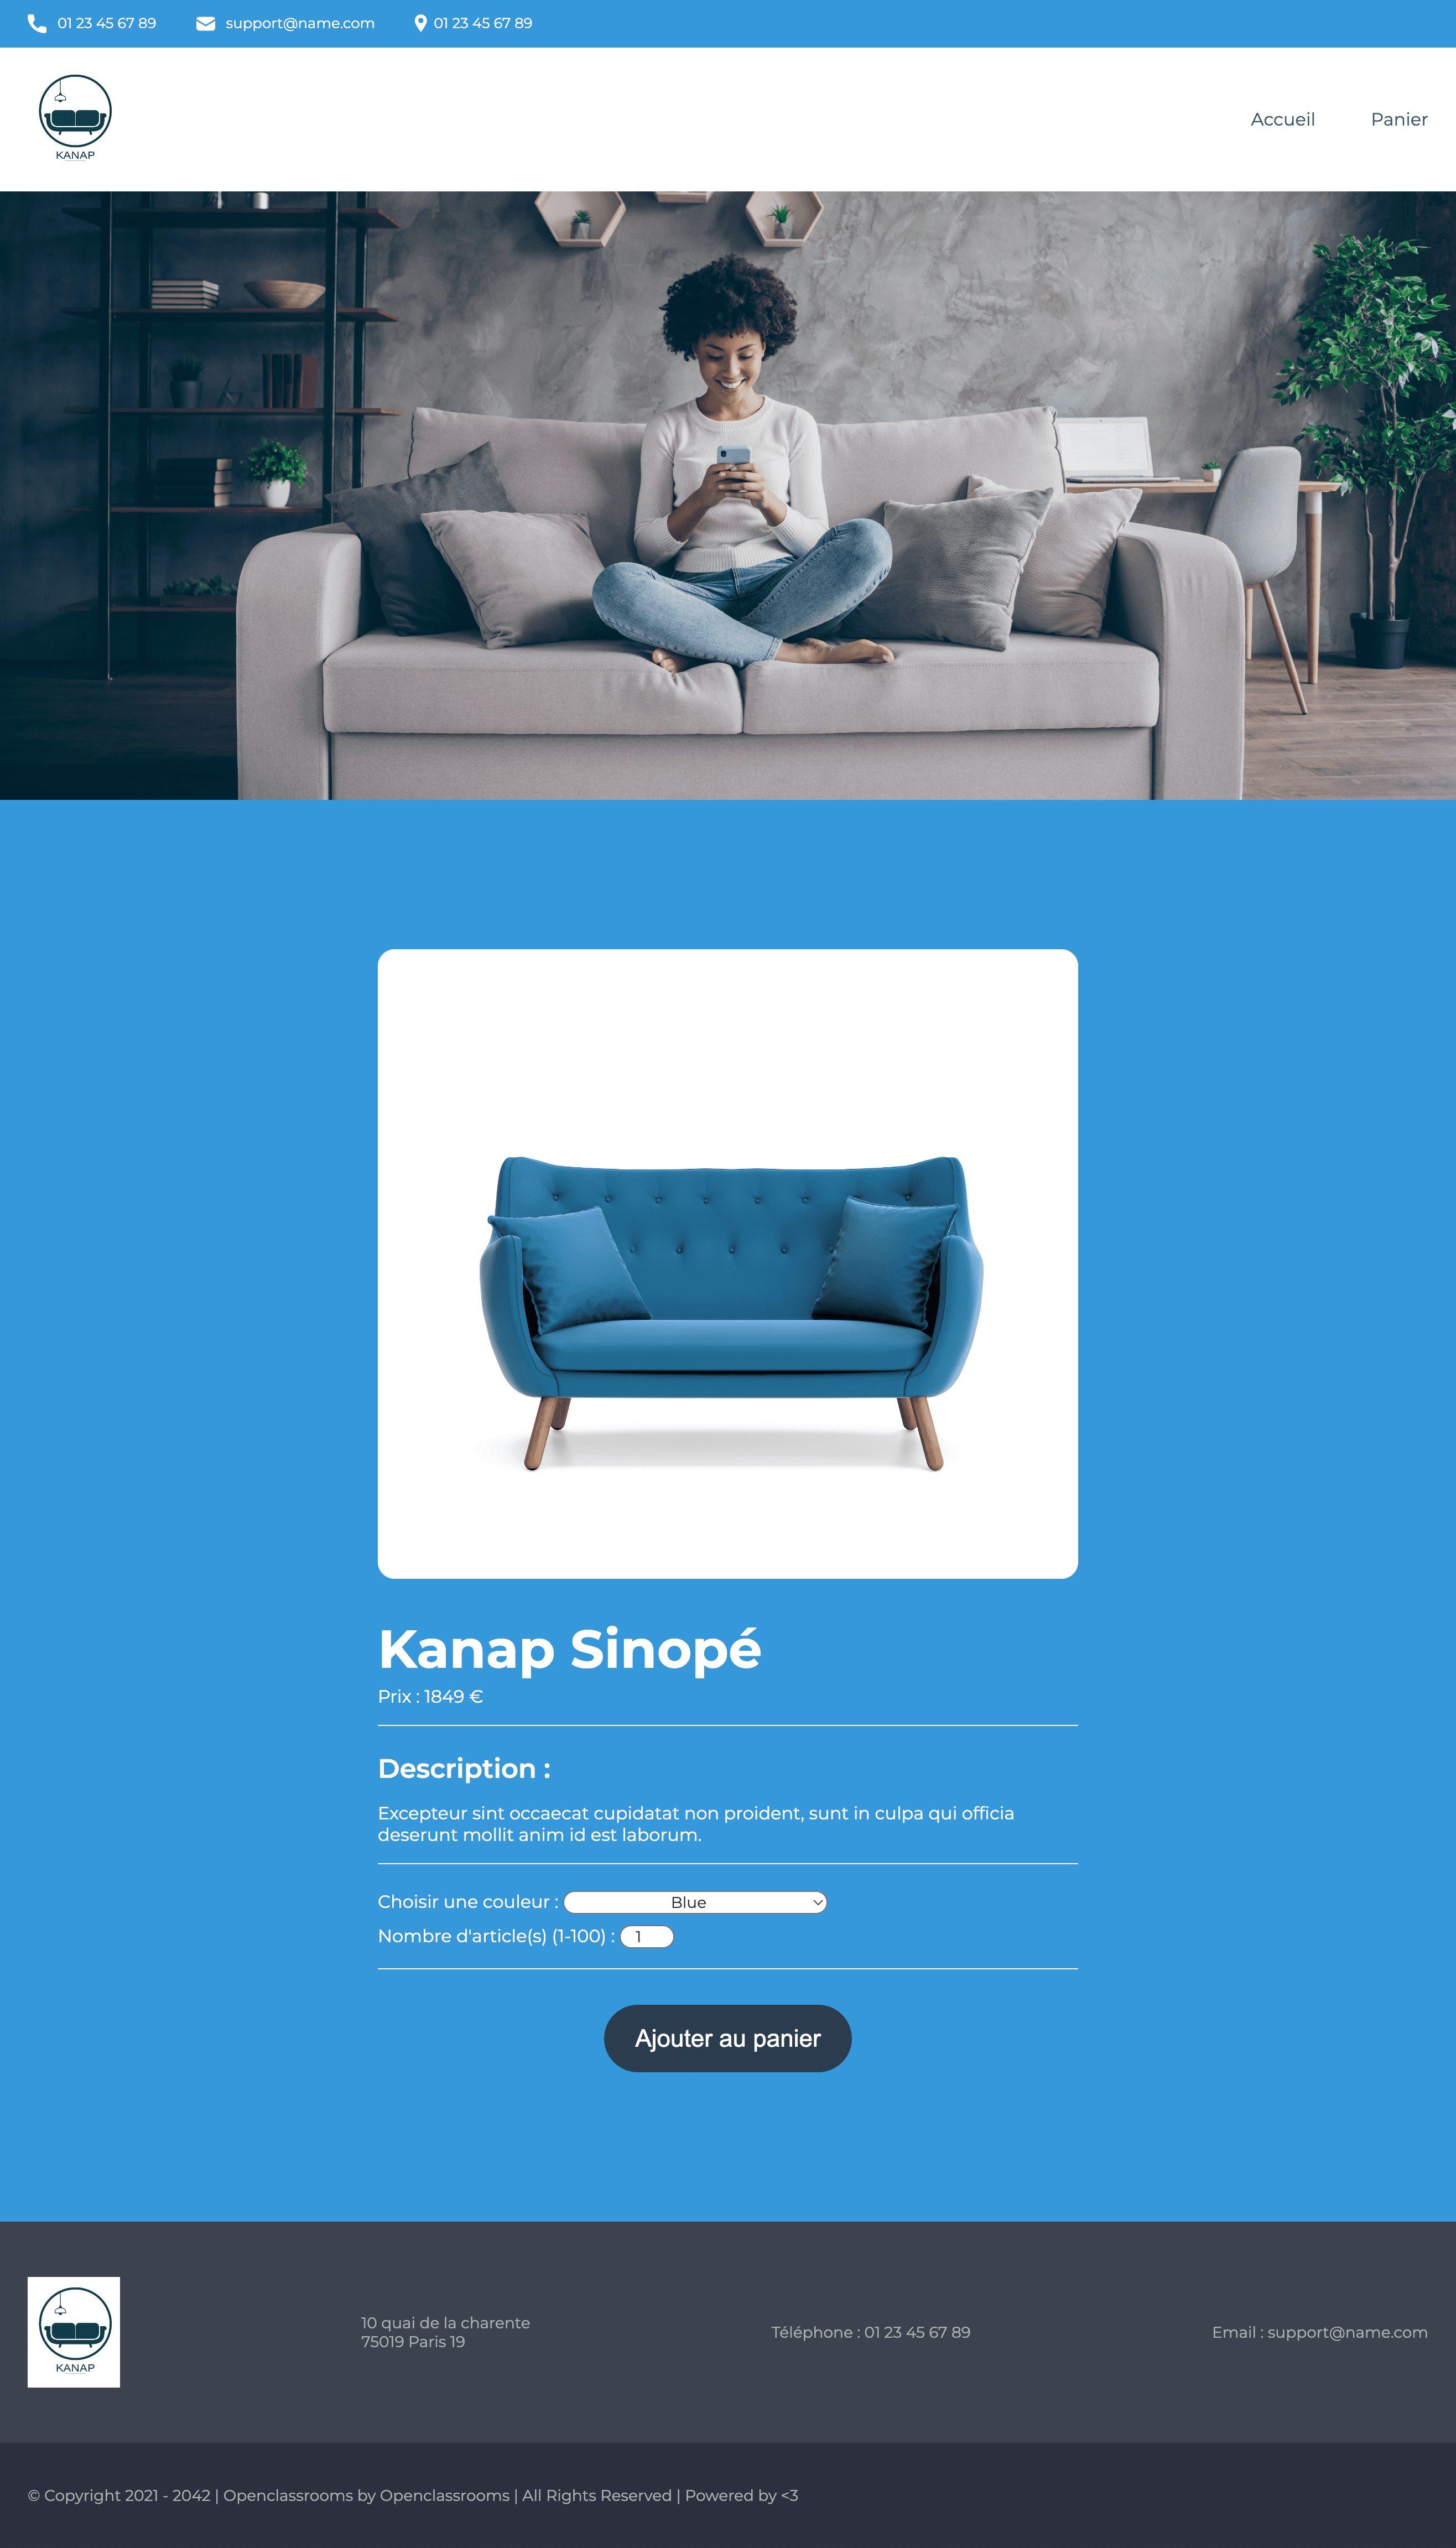 01 23 45 67 89
support@name.com
01 23 45 67 89
KANAP
Accueil
Panier
Kanap Sinopé
Prix : 1849 €
Description :
Excepteur sint occaecat cupidatat non proident, sunt in culpa qui officia
deserunt mollit anim id est laborum.
Choisir une couleur : Blue
Nombre d'article(s) (1-100) : 1
Ajouter au panier
KANAP
10 quai de la charente
75019 Paris 19
Téléphone : 01 23 45 67 89
Email : support@name.com
© Copyright 2021 - 2042 | Openclassrooms by Openclassrooms | All Rights Reserved | Powered by <3